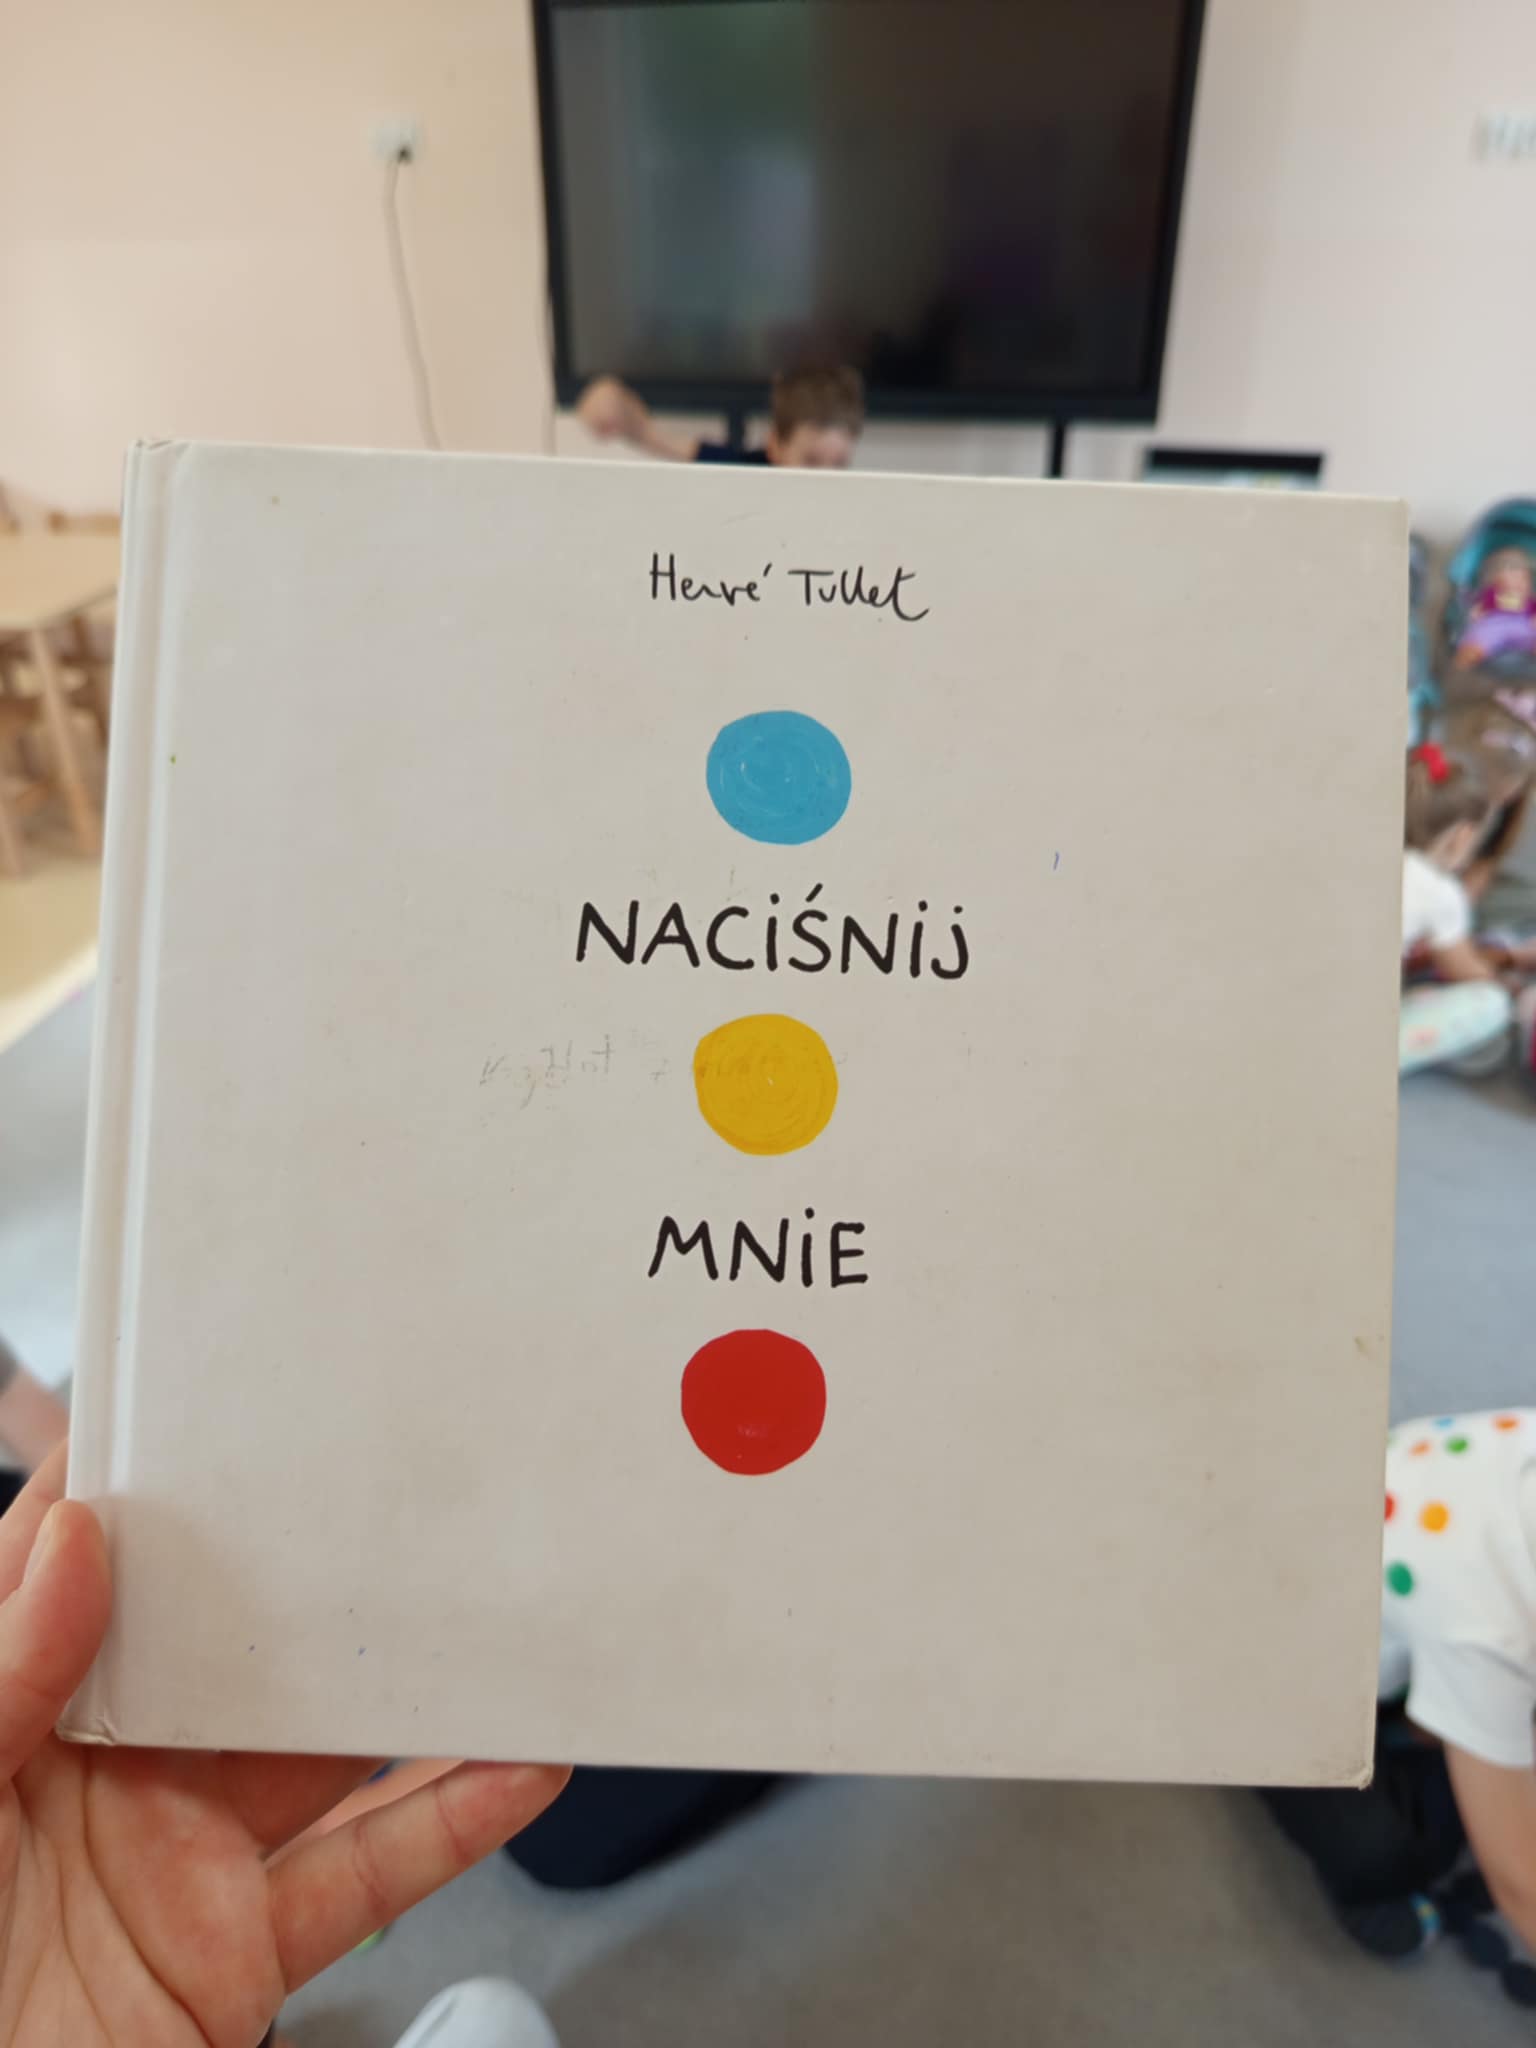 Hervé Tullet
NACiŚNij
MNiE